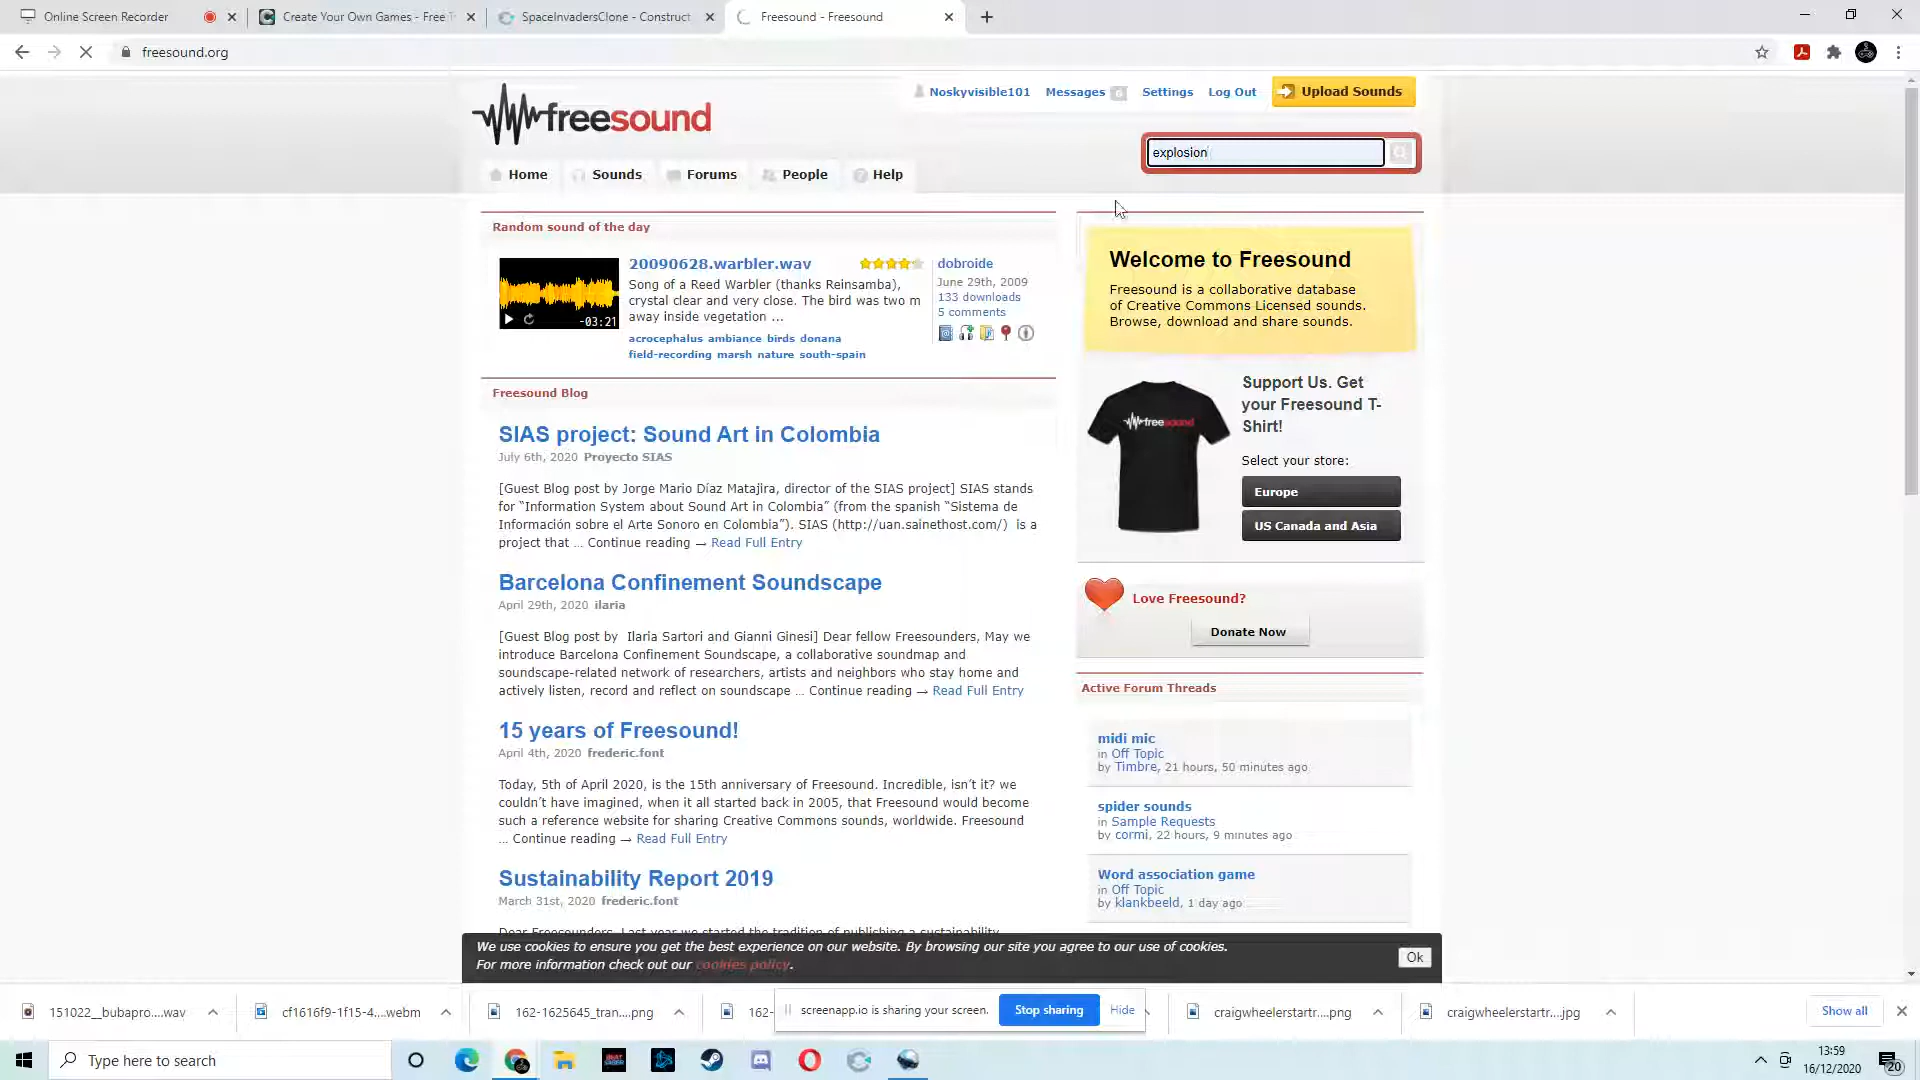 Online Screen Recorder
Create Your Own Games - Free T
SpaceInvadersClone - Construct
Freesound - Freesound
freesound.org
freesound
Noskyvisible101
Messages 6
Settings
Log Out
Upload Sounds
explosion
Home
Sounds
Forums
People
Help
Random sound of the day
20090628.warbler.wav
Song of a Reed Warbler (thanks Reinsamba),
crystal clear and very close. The bird was two m
away inside vegetation ...
acrocephalus ambiance birds donana
field-recording marsh nature south-spain
-03:21
dobroide
June 29th, 2009
133 downloads
5 comments
Freesound Blog
SIAS project: Sound Art in Colombia
July 6th, 2020 Proyecto SIAS
[Guest Blog post by Jorge Mario Díaz Matajira, director of the SIAS project] SIAS stands
for “Information System about Sound Art in Colombia” (from the spanish “Sistema de
Información sobre el Arte Sonoro en Colombia”). SIAS (http://uan.sainethost.com/) is a
project that ... Continue reading → Read Full Entry
Barcelona Confinement Soundscape
April 29th, 2020 ilaria
[Guest Blog post by Ilaria Sartori and Gianni Ginesi] Dear fellow Freesounders, May we
introduce Barcelona Confinement Soundscape, a collaborative soundmap and
soundscape-related network of researchers, artists and neighbors who stay home and
actively listen, record and reflect on soundscape ... Continue reading → Read Full Entry
15 years of Freesound!
April 4th, 2020 frederic.font
Today, 5th of April 2020, is the 15th anniversary of Freesound. Incredible, isn’t it? we
couldn’t have imagined, when it all started back in 2005, that Freesound would become
such a reference website for sharing Creative Commons sounds, worldwide. Freesound
... Continue reading → Read Full Entry
Sustainability Report 2019
March 31st, 2020 frederic.font
Dear Freesounders, Last year we started the tradition of publishing a sustainability
Welcome to Freesound
Freesound is a collaborative database
of Creative Commons Licensed sounds.
Browse, download and share sounds.
freesound
Support Us. Get
your Freesound T-
Shirt!
Select your store:
Europe
US Canada and Asia
Love Freesound?
Donate Now
Active Forum Threads
midi mic
in Off Topic
by Timbre, 21 hours, 50 minutes ago
spider sounds
in Sample Requests
by cormi, 22 hours, 9 minutes ago
Word association game
in Off Topic
by klankbeeld, 1 day ago
We use cookies to ensure you get the best experience on our website. By browsing our site you agree to our use of cookies.
For more information check out our cookies policy.
Ok
151022__bubapro....wav
cf1616f9-1f15-4....webm
162-1625645_tran....png
162-
screenapp.io is sharing your screen.
Stop sharing
Hide
craigwheelerstartr....png
craigwheelerstartr....jpg
Show all
Type here to search
13:59
16/12/2020
20